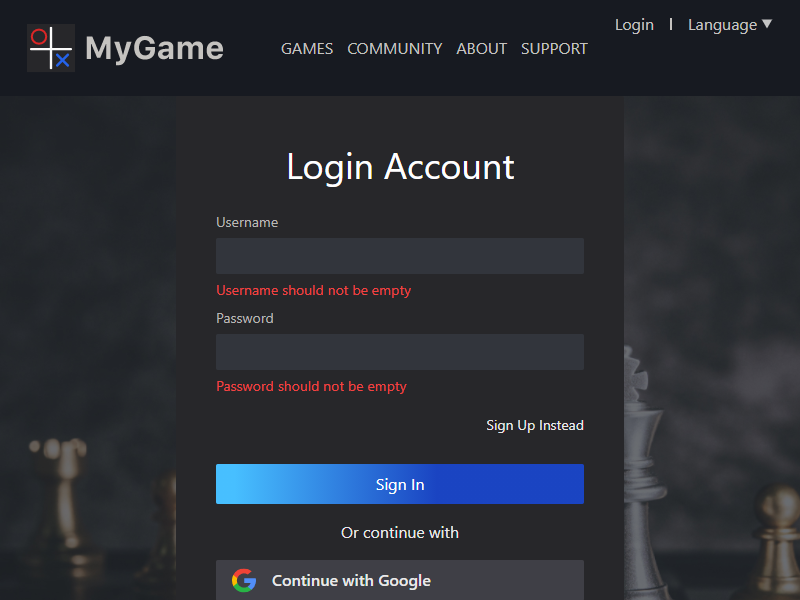 MyGame
GAMES COMMUNITY ABOUT SUPPORT
Login | Language ▼
Login Account
Username
Username should not be empty
Password
Password should not be empty
Sign Up Instead
Sign In
Or continue with
Continue with Google